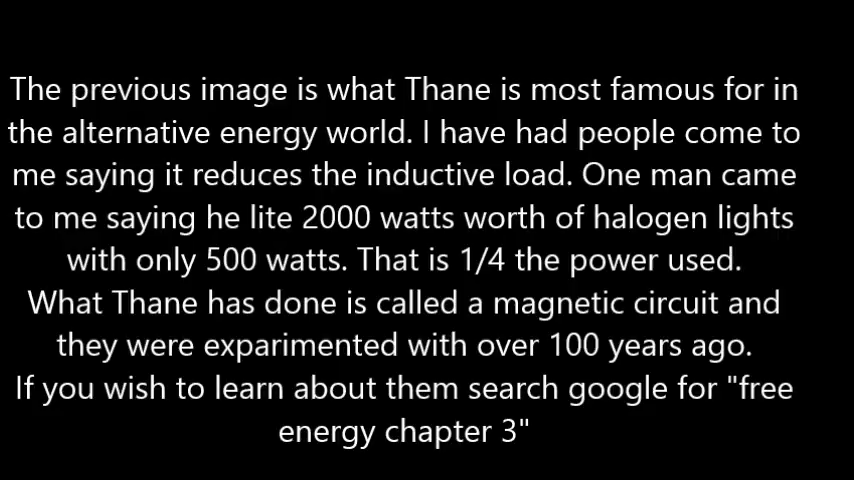 The previous image is what Thane is most famous for in
the alternative energy world. I have had people come to
me saying it reduces the inductive load. One man came
to me saying he lite 2000 watts worth of halogen lights
with only 500 watts. That is 1/4 the power used.
What Thane has done is called a magnetic circuit and
they were exparimented with over 100 years ago.
If you wish to learn about them search google for "free
energy chapter 3"